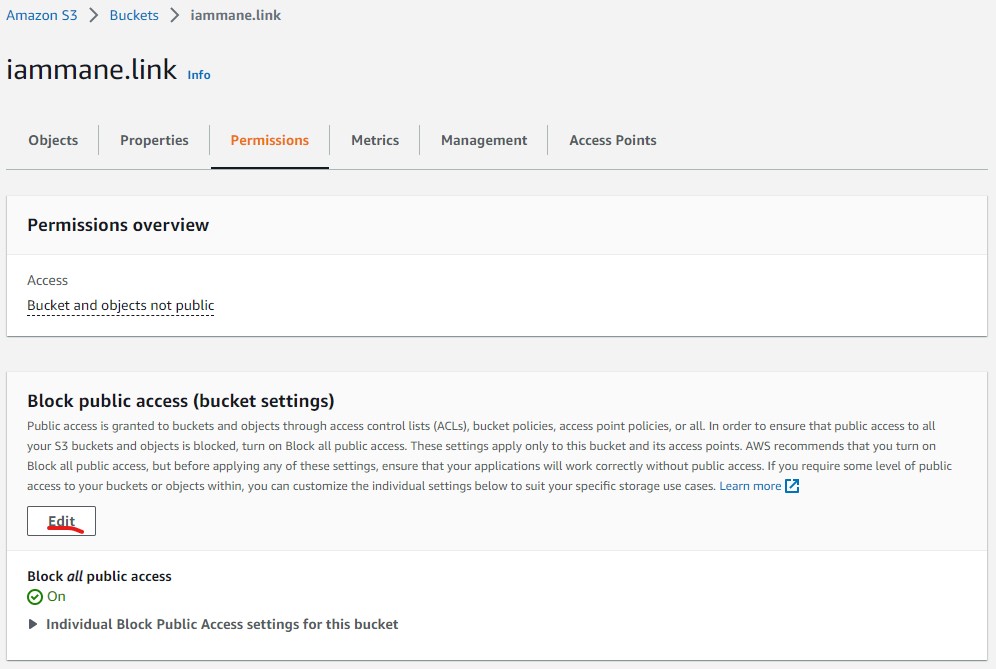 Amazon S3 > Buckets > iammane.link
iammane.link Info
Objects Properties Permissions Metrics Management Access Points
Permissions overview
Access
Bucket and objects not public
Block public access (bucket settings)
Public access is granted to buckets and objects through access control lists (ACLs), bucket policies, access point policies, or all. In order to ensure that public access to all
your S3 buckets and objects is blocked, turn on Block all public access. These settings apply only to this bucket and its access points. AWS recommends that you turn on
Block all public access, but before applying any of these settings, ensure that your applications will work correctly without public access. If you require some level of public
access to your buckets or objects within, you can customize the individual settings below to suit your specific storage use cases. Learn more
Edit
Block all public access
On
Individual Block Public Access settings for this bucket